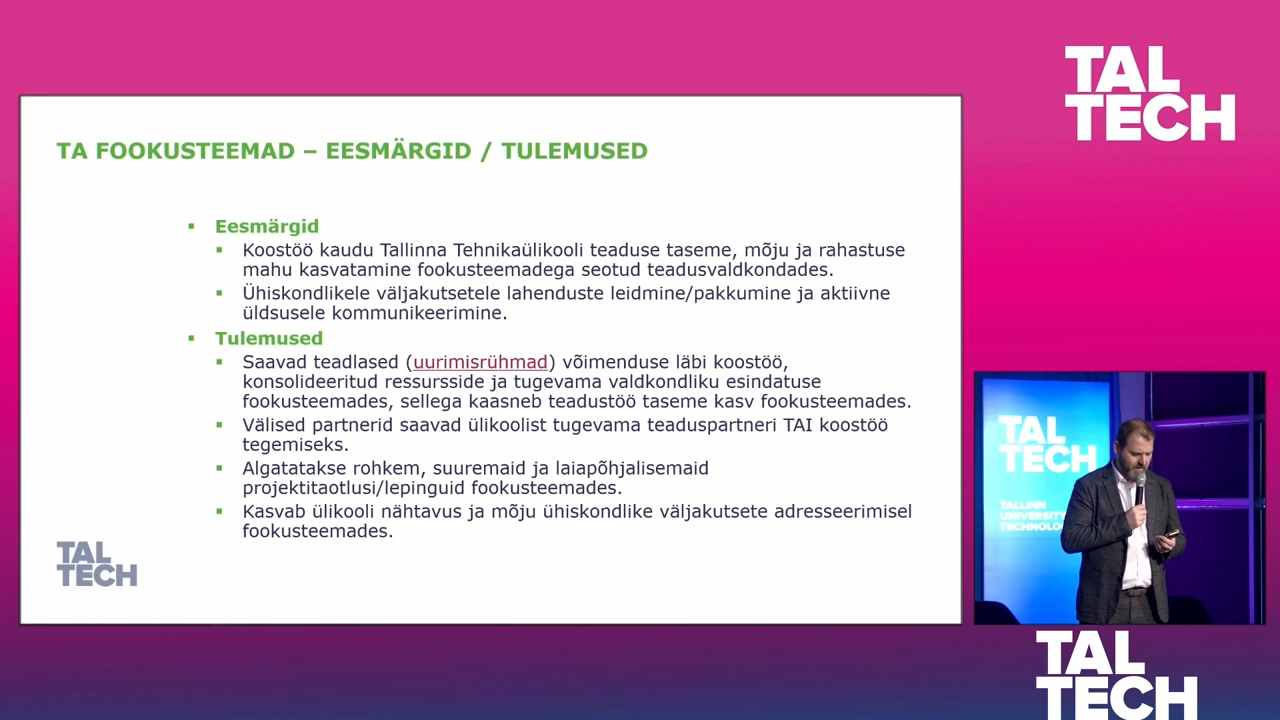 TAL
TECH
TA FOOKUSTEEMAD – EESMÄRGID / TULEMUSED
▪ Eesmärgid
▪ Koostöö kaudu Tallinna Tehnikaülikooli teaduse taseme, mõju ja rahastuse
mahu kasvatamine fookusteemadega seotud teadusvaldkondades.
▪ Ühiskondlikele väljakutsetele lahenduste leidmine/pakkumine ja aktiivne
üldsusele kommunikeerimine.
▪ Tulemused
▪ Saavad teadlased (uurimisrühmad) võimenduse läbi koostöö,
konsolideeritud ressursside ja tugevama valdkondliku esindatuse
fookusteemades, sellega kaasneb teadustöö taseme kasv fookusteemades.
▪ Välised partnerid saavad ülikoolist tugevama teaduspartneri TAI koostöö
tegemiseks.
▪ Algatatakse rohkem, suuremaid ja laiapõhjalisemaid
projektitaotlusi/lepinguid fookusteemades.
▪ Kasvab ülikooli nähtavus ja mõju ühiskondlike väljakutsete adresseerimisel
fookusteemades.
TAL
TECH
TAL
TECH
TALLINN
UNIVERSITY
TAL
TECH